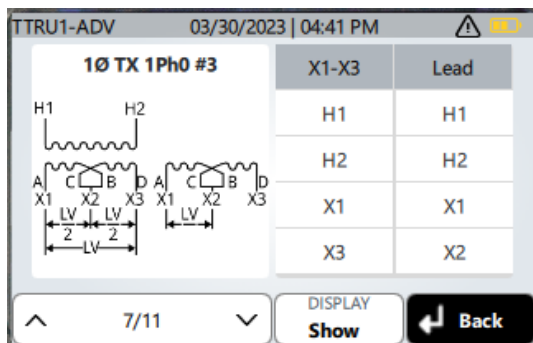 TTRU1-ADV 03/30/2023 | 04:41 PM
1Ø TX 1Ph0 #3
H1 H2
A C B D A C B D
X1 X2 X3 X1 X2 X3
LV LV LV
2 2
LV
X1-X3 Lead
H1 H1
H2 H2
X1 X1
X3 X2
7/11
DISPLAY
Show
Back